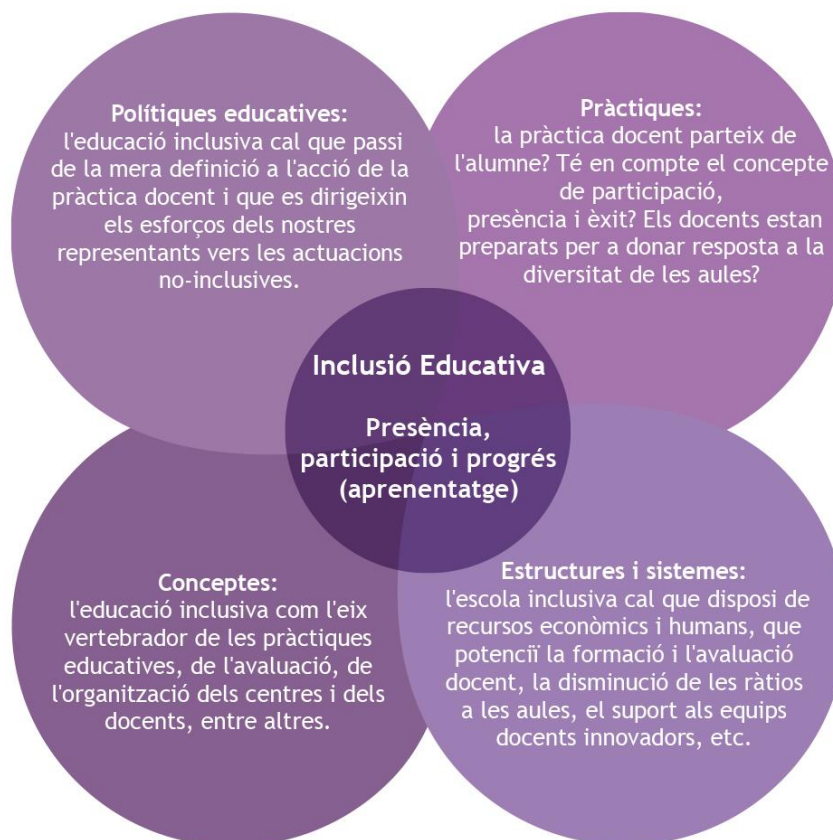 Polítiques educatives:
l'educació inclusiva cal que passi
de la mera definició a l'acció de la
pràctica docent i que es dirigeixin
els esforços dels nostres
representants vers les actuacions
no-inclusives.
Pràctiques:
la pràctica docent parteix de
l'alumne? Té en compte el concepte
de participació,
presència i èxit? Els docents estan
preparats per a donar resposta a la
diversitat de les aules?
Inclusió Educativa
Presència,
participació i progrés
(aprenentatge)
Conceptes:
l'educació inclusiva com l'eix
vertebrador de les pràctiques
educatives, de l'avaluació, de
l'organització dels centres i dels
docents, entre altres.
Estructures i sistemes:
l'escola inclusiva cal que disposi de
recursos econòmics i humans, que
potenciï la formació i l'avaluació
docent, la disminució de les ràtios
a les aules, el suport als equips
docents innovadors, etc.